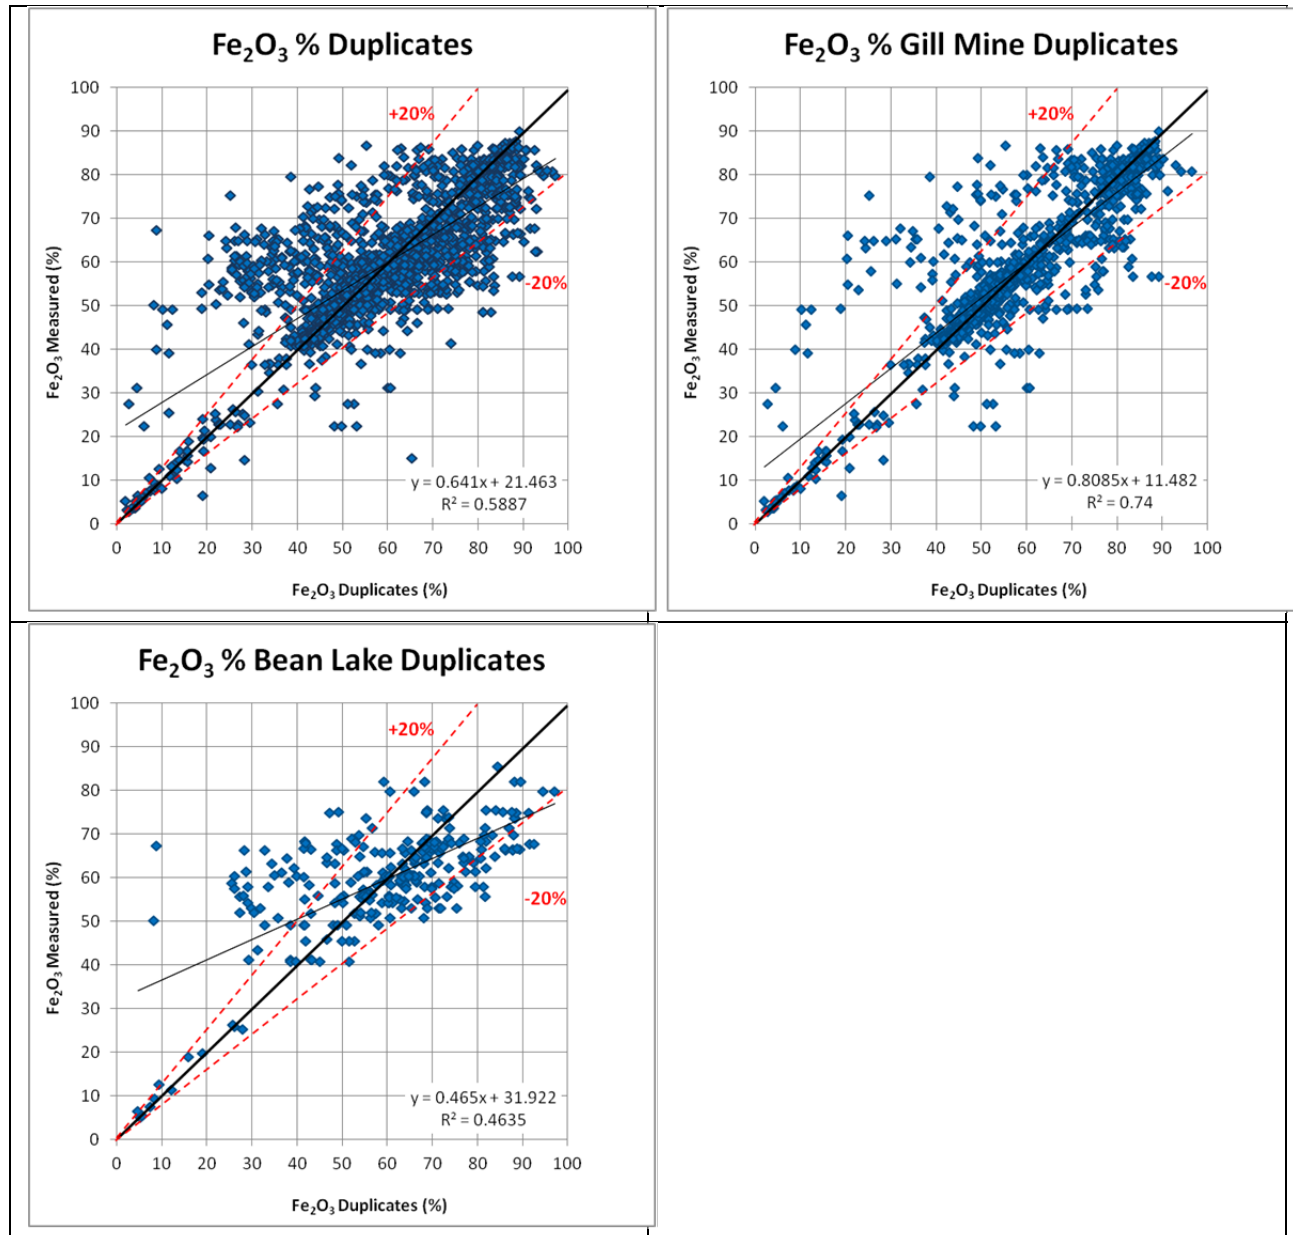 Fe₂O₃ % Duplicates
100
90
80
70
60
50
40
30
20
10
0
Fe₂O₃ Measured (%)
+20%
-20%
y = 0.641x + 21.463
R² = 0.5887
0 10 20 30 40 50 60 70 80 90 100
Fe₂O₃ Duplicates (%)
Fe₂O₃ % Gill Mine Duplicates
100
90
80
70
60
50
40
30
20
10
0
Fe₂O₃ Measured (%)
+20%
-20%
y = 0.8085x + 11.482
R² = 0.74
0 10 20 30 40 50 60 70 80 90 100
Fe₂O₃ Duplicates (%)
Fe₂O₃ % Bean Lake Duplicates
100
90
80
70
60
50
40
30
20
10
0
Fe₂O₃ Measured (%)
+20%
-20%
y = 0.465x + 31.922
R² = 0.4635
0 10 20 30 40 50 60 70 80 90 100
Fe₂O₃ Duplicates (%)